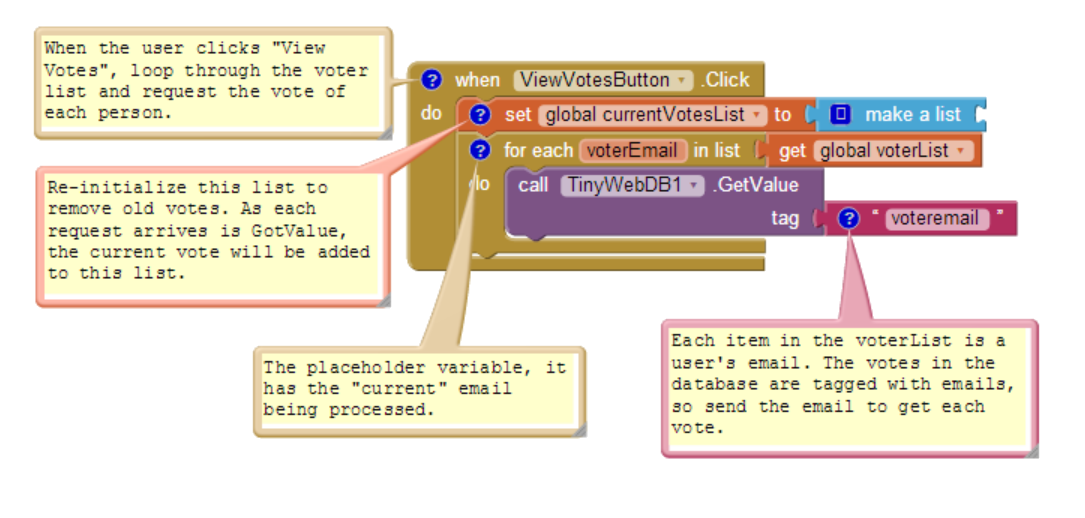 When the user clicks "View
Votes", loop through the voter
list and request the vote of
each person.
when ViewVotesButton .Click
do set global currentVotesList to make a list
for each voterEmail in list get global voterList
do call TinyWebDB1 .GetValue
tag " voteremail "
Re-initialize this list to
remove old votes. As each
request arrives is GotValue,
the current vote will be added
to this list.
The placeholder variable, it
has the "current" email
being processed.
Each item in the voterList is a
user's email. The votes in the
database are tagged with emails,
so send the email to get each
vote.